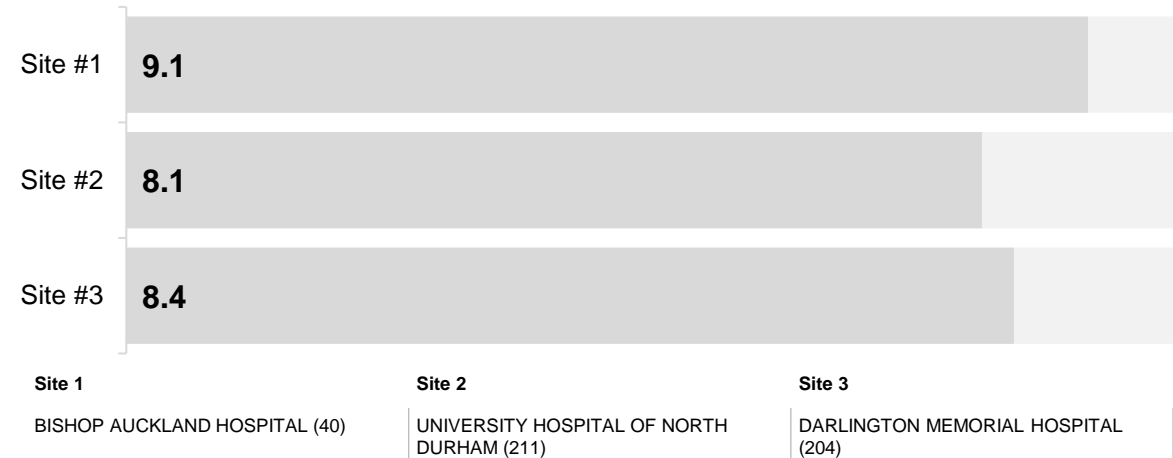 Site #1 9.1
Site #2 8.1
Site #3 8.4
Site 1 Site 2 Site 3
BISHOP AUCKLAND HOSPITAL (40)
UNIVERSITY HOSPITAL OF NORTH
DURHAM (211)
DARLINGTON MEMORIAL HOSPITAL
(204)